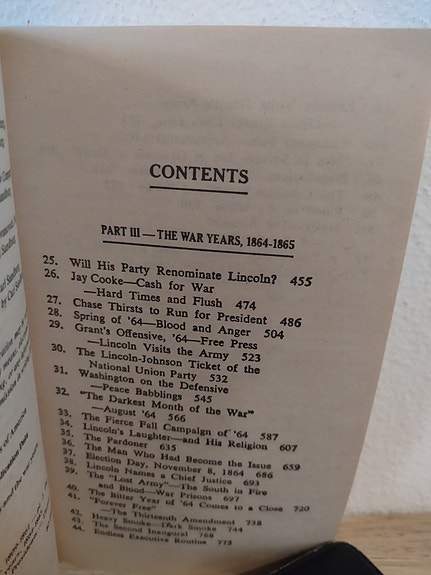 CONTENTS
PART III — THE WAR YEARS, 1864-1865
25. Will His Party Renominate Lincoln? 455
26. Jay Cooke—Cash for War
—Hard Times and Flush 474
27. Chase Thirsts to Run for President 486
28. Spring of '64—Blood and Anger 504
29. Grant's Offensive, '64—Free Press
—Lincoln Visits the Army 523
30. The Lincoln-Johnson Ticket of the
National Union Party 532
31. Washington on the Defensive
—Peace Babblings 545
32. "The Darkest Month of the War"
—August '64 566
33. The Fierce Fall Campaign of '64 587
34. Lincoln's Laughter—and His Religion 607
35. The Pardoner 635
36. The Man Who Had Become the Issue 659
37. Election Day, November 8, 1864 686
38. Lincoln Names a Chief Justice 693
39. The "Lost Army"—The South in Fire
and Blood—War Prisons 697
40. The Bitter Year of '64 Comes to a Close 720
41. "Forever Free"
—The Thirteenth Amendment 738
42. Heavy Smoke—Dark Smoke 744
43. The Second Inaugural 768
44. Endless Executive Routine 775